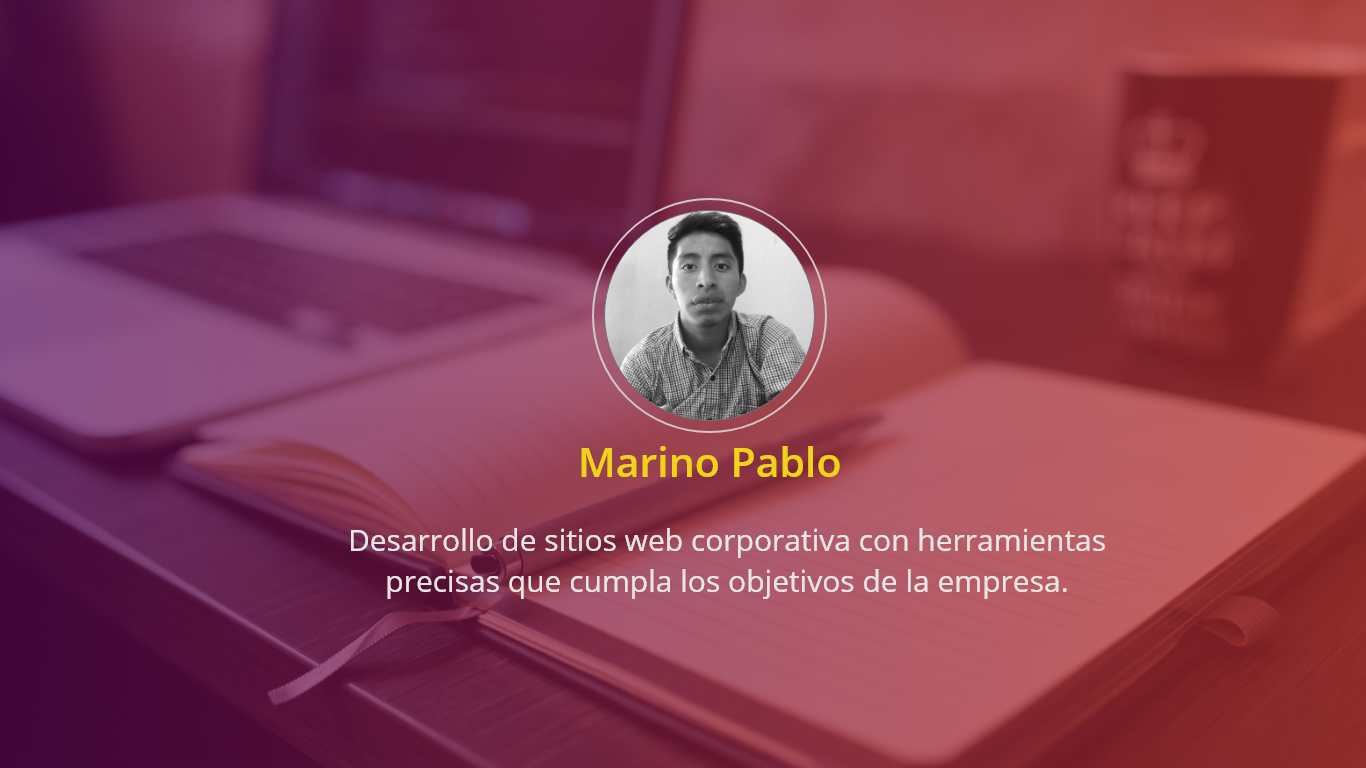 Marino Pablo
Desarrollo de sitios web corporativa con herramientas
precisas que cumpla los objetivos de la empresa.